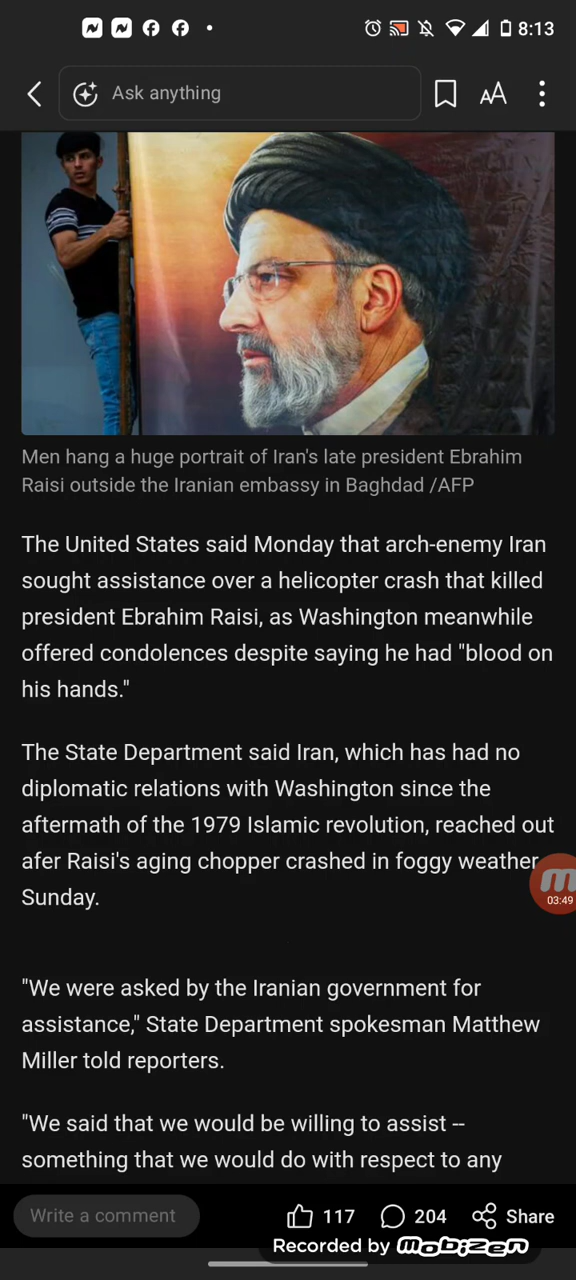 8:13
Ask anything
AA
Men hang a huge portrait of Iran's late president Ebrahim
Raisi outside the Iranian embassy in Baghdad /AFP
The United States said Monday that arch-enemy Iran
sought assistance over a helicopter crash that killed
president Ebrahim Raisi, as Washington meanwhile
offered condolences despite saying he had "blood on
his hands."
The State Department said Iran, which has had no
diplomatic relations with Washington since the
aftermath of the 1979 Islamic revolution, reached out
afer Raisi's aging chopper crashed in foggy weather
Sunday.
m
03:49
"We were asked by the Iranian government for
assistance," State Department spokesman Matthew
Miller told reporters.
"We said that we would be willing to assist --
something that we would do with respect to any
Write a comment
117
204
Share
Recorded by mobizen